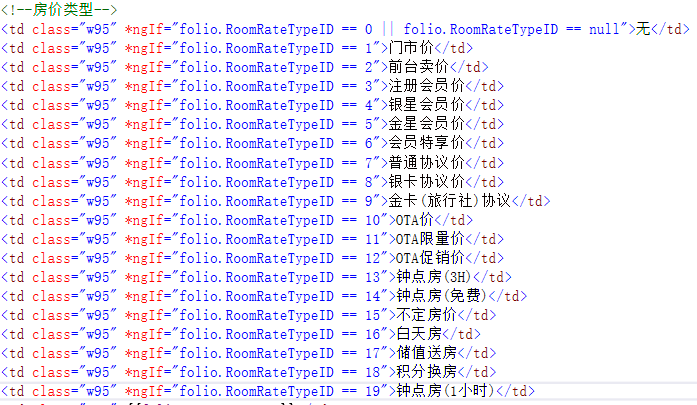 <!--房价类型-->
<td class="w95" *ngIf="folio.RoomRateTypeID == 0 || folio.RoomRateTypeID == null">无</td>
<td class="w95" *ngIf="folio.RoomRateTypeID == 1">门市价</td>
<td class="w95" *ngIf="folio.RoomRateTypeID == 2">前台卖价</td>
<td class="w95" *ngIf="folio.RoomRateTypeID == 3">注册会员价</td>
<td class="w95" *ngIf="folio.RoomRateTypeID == 4">银星会员价</td>
<td class="w95" *ngIf="folio.RoomRateTypeID == 5">金星会员价</td>
<td class="w95" *ngIf="folio.RoomRateTypeID == 6">会员特享价</td>
<td class="w95" *ngIf="folio.RoomRateTypeID == 7">普通协议价</td>
<td class="w95" *ngIf="folio.RoomRateTypeID == 8">银卡协议价</td>
<td class="w95" *ngIf="folio.RoomRateTypeID == 9">金卡(旅行社)协议</td>
<td class="w95" *ngIf="folio.RoomRateTypeID == 10">OTA价</td>
<td class="w95" *ngIf="folio.RoomRateTypeID == 11">OTA限量价</td>
<td class="w95" *ngIf="folio.RoomRateTypeID == 12">OTA促销价</td>
<td class="w95" *ngIf="folio.RoomRateTypeID == 13">钟点房(3H)</td>
<td class="w95" *ngIf="folio.RoomRateTypeID == 14">钟点房(免费)</td>
<td class="w95" *ngIf="folio.RoomRateTypeID == 15">不定房价</td>
<td class="w95" *ngIf="folio.RoomRateTypeID == 16">白天房</td>
<td class="w95" *ngIf="folio.RoomRateTypeID == 17">储值送房</td>
<td class="w95" *ngIf="folio.RoomRateTypeID == 18">积分换房</td>
<td class="w95" *ngIf="folio.RoomRateTypeID == 19">钟点房(1小时)</td>